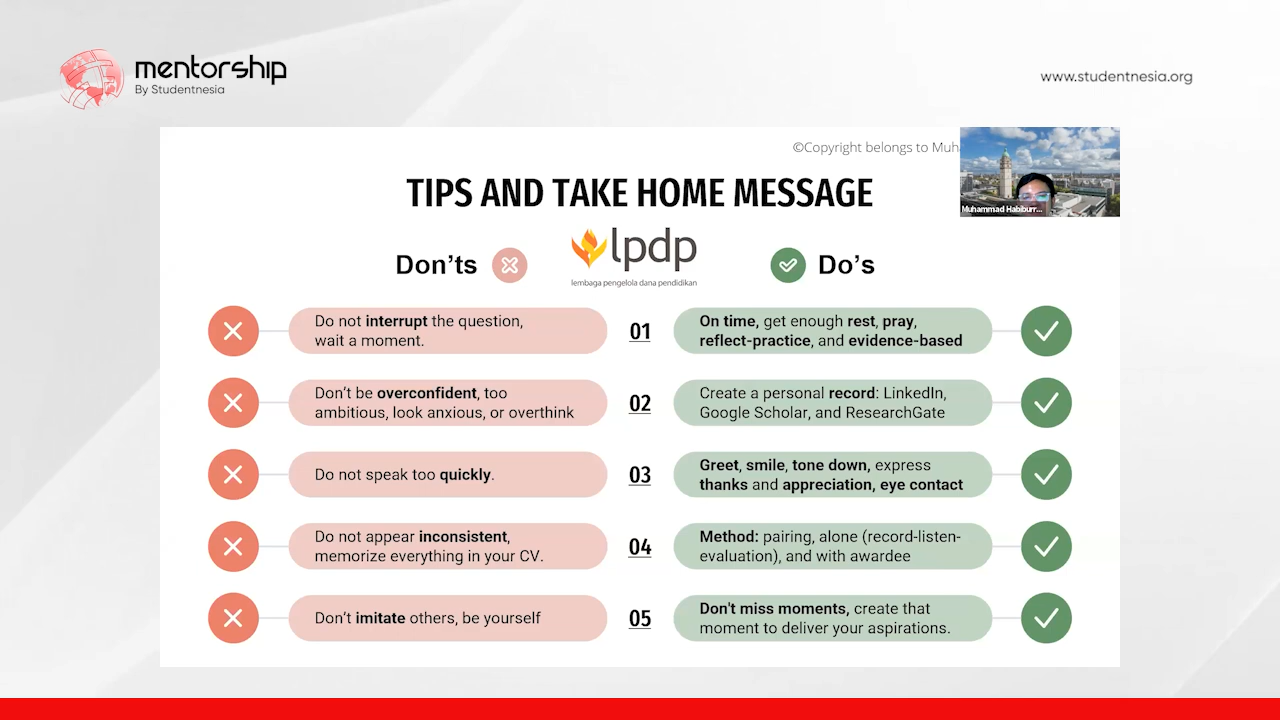 mentorship
By Studentnesia
www.studentnesia.org
©Copyright belongs to
Muhammad Habiburr...
TIPS AND TAKE HOME MESSAGE
Don'ts
lpdp
lembaga pengelola dana pendidikan
Do's
Do not interrupt the question,
wait a moment.
01
On time, get enough rest, pray,
reflect-practice, and evidence-based
Don't be overconfident, too
ambitious, look anxious, or overthink
02
Create a personal record: LinkedIn,
Google Scholar, and ResearchGate
Do not speak too quickly.
03
Greet, smile, tone down, express
thanks and appreciation, eye contact
Do not appear inconsistent,
memorize everything in your CV.
04
Method: pairing, alone (record-listen-
evaluation), and with awardee
Don't imitate others, be yourself
05
Don't miss moments, create that
moment to deliver your aspirations.